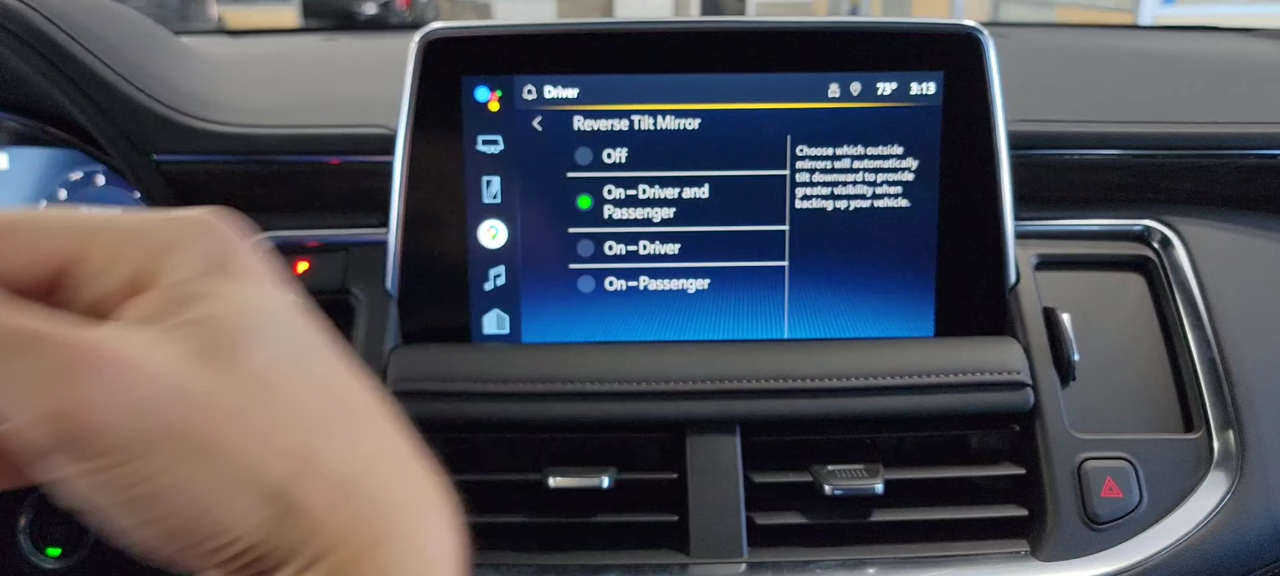 Driver
73° 3:13
Reverse Tilt Mirror
Off
On-Driver and
Passenger
On-Driver
On-Passenger
Choose which outside
mirrors will automatically
tilt downward to provide
greater visibility when
backing up your vehicle.